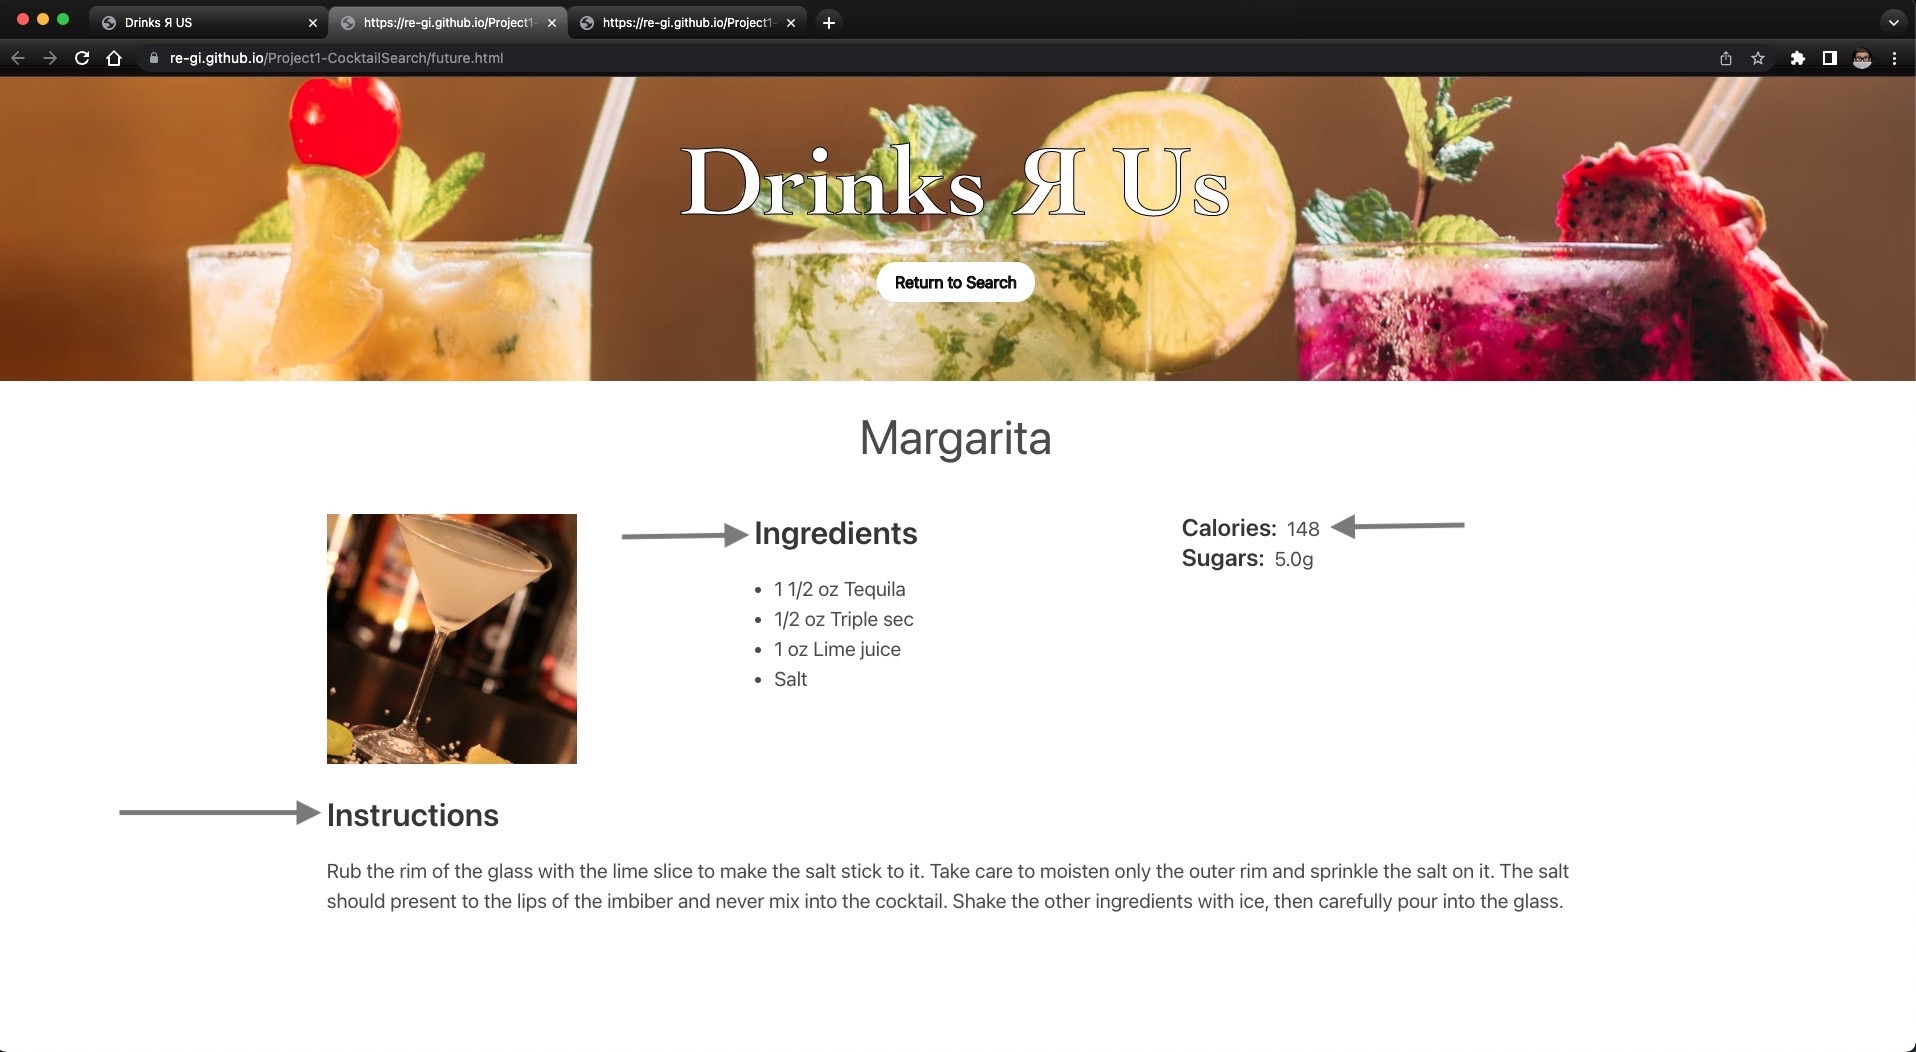 Drinks Я US
https://re-gi.github.io/Project1-
https://re-gi.github.io/Project1-
re-gi.github.io/Project1-CocktailSearch/future.html
Drinks Я Us
Return to Search
Margarita
Ingredients
• 1 1/2 oz Tequila
• 1/2 oz Triple sec
• 1 oz Lime juice
• Salt
Calories: 148
Sugars: 5.0g
Instructions
Rub the rim of the glass with the lime slice to make the salt stick to it. Take care to moisten only the outer rim and sprinkle the salt on it. The salt
should present to the lips of the imbiber and never mix into the cocktail. Shake the other ingredients with ice, then carefully pour into the glass.